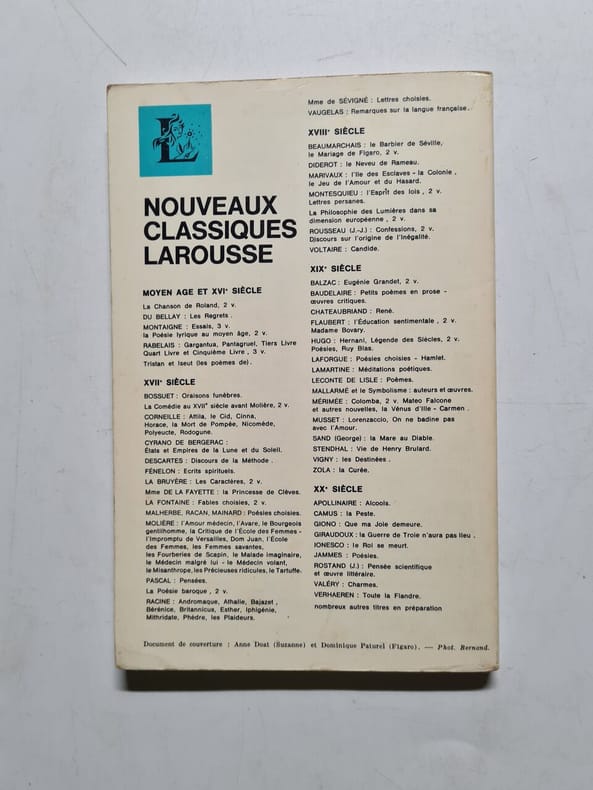 L
NOUVEAUX
CLASSIQUES
LAROUSSE
MOYEN AGE ET XVIe SIÈCLE
La Chanson de Roland, 2 v.
DU BELLAY : Les Regrets.
MONTAIGNE : Essais, 3 v.
la Poésie lyrique au moyen âge, 2 v.
RABELAIS : Gargantua, Pantagruel, Tiers Livre
Quart Livre et Cinquième Livre , 3 v.
Tristan et Iseut (les poèmes de).
XVIIe SIÈCLE
BOSSUET : Oraisons funèbres.
La Comédie au XVIIe siècle avant Molière, 2 v.
CORNEILLE : Attila, le Cid, Cinna,
Horace, la Mort de Pompée, Nicomède,
Polyeucte, Rodogune.
CYRANO DE BERGERAC :
États et Empires de la Lune et du Soleil.
DESCARTES : Discours de la Méthode .
FÉNELON : Ecrits spirituels.
LA BRUYÈRE : Les Caractères, 2 v.
Mme DE LA FAYETTE : la Princesse de Clèves.
LA FONTAINE : Fables choisies, 2 v.
MALHERBE, RACAN, MAINARD : Poésies choisies.
MOLIÈRE : l'Amour médecin, l'Avare, le Bourgeois
gentilhomme, la Critique de l'École des Femmes -
l'Impromptu de Versailles, Dom Juan, l'École
des Femmes, les Femmes savantes,
les Fourberies de Scapin, le Malade imaginaire,
le Médecin malgré lui - le Médecin volant,
le Misanthrope, les Précieuses ridicules, le Tartuffe.
PASCAL : Pensées.
La Poésie baroque , 2 v.
RACINE : Andromaque, Athalie, Bajazet ,
Bérénice, Britannicus, Esther, Iphigénie,
Mithridate, Phèdre, les Plaideurs.
Mme de SÉVIGNÉ : Lettres choisies.
VAUGELAS : Remarques sur la langue française.
XVIIIe SIÈCLE
BEAUMARCHAIS : le Barbier de Séville,
le Mariage de Figaro, 2 v.
DIDEROT : le Neveu de Rameau.
MARIVAUX : l'Ile des Esclaves - la Colonie ,
le Jeu de l'Amour et du Hasard.
MONTESQUIEU : l'Esprit des lois , 2 v.
Lettres persanes.
La Philosophie des Lumières dans sa
dimension européenne , 2 v.
ROUSSEAU (J.-J.) : Confessions, 2 v.
Discours sur l'origine de l'Inégalité.
VOLTAIRE : Candide.
XIXe SIÈCLE
BALZAC : Eugénie Grandet, 2 v.
BAUDELAIRE : Petits poèmes en prose -
œuvres critiques.
CHATEAUBRIAND : René.
FLAUBERT : l'Éducation sentimentale , 2 v.
Madame Bovary.
HUGO : Hernani, Légende des Siècles, 2 v.
Poésies, Ruy Blas.
LAFORGUE : Poésies choisies - Hamlet.
LAMARTINE : Méditations poétiques.
LECONTE DE LISLE : Poèmes.
MALLARMÉ et le Symbolisme : auteurs et œuvres.
MÉRIMÉE : Colomba, 2 v. Mateo Falcone
et autres nouvelles, la Vénus d'Ille - Carmen .
MUSSET : Lorenzaccio, On ne badine pas
avec l'Amour.
SAND (George) : la Mare au Diable.
STENDHAL : Vie de Henry Brulard.
VIGNY : les Destinées .
ZOLA : la Curée.
XXe SIÈCLE
APOLLINAIRE : Alcools.
CAMUS : la Peste.
GIONO : Que ma Joie demeure.
GIRAUDOUX : la Guerre de Troie n'aura pas lieu .
IONESCO : le Roi se meurt.
JAMMES : Poésies.
ROSTAND (J.) : Pensée scientifique
et œuvre littéraire.
VALÉRY : Charmes.
VERHAEREN : Toute la Flandre.
nombreux autres titres en préparation
Document de couverture : Anne Doat (Suzanne) et Dominique Paturel (Figaro). — Phot. Bernand.